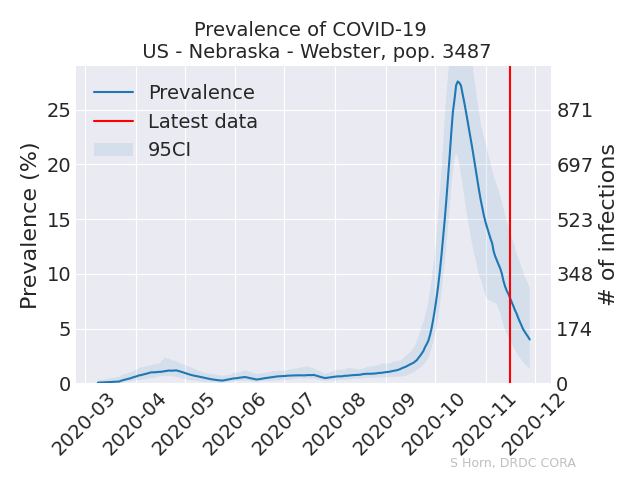 Prevalence of COVID-19
US - Nebraska - Webster, pop. 3487
Prevalence
Latest data
95CI
Prevalence (%)
25
20
15
10
5
0
871
697
523
348
174
0
# of infections
2020-03
2020-04
2020-05
2020-06
2020-07
2020-08
2020-09
2020-10
2020-11
2020-12
S Horn, DRDC CORA